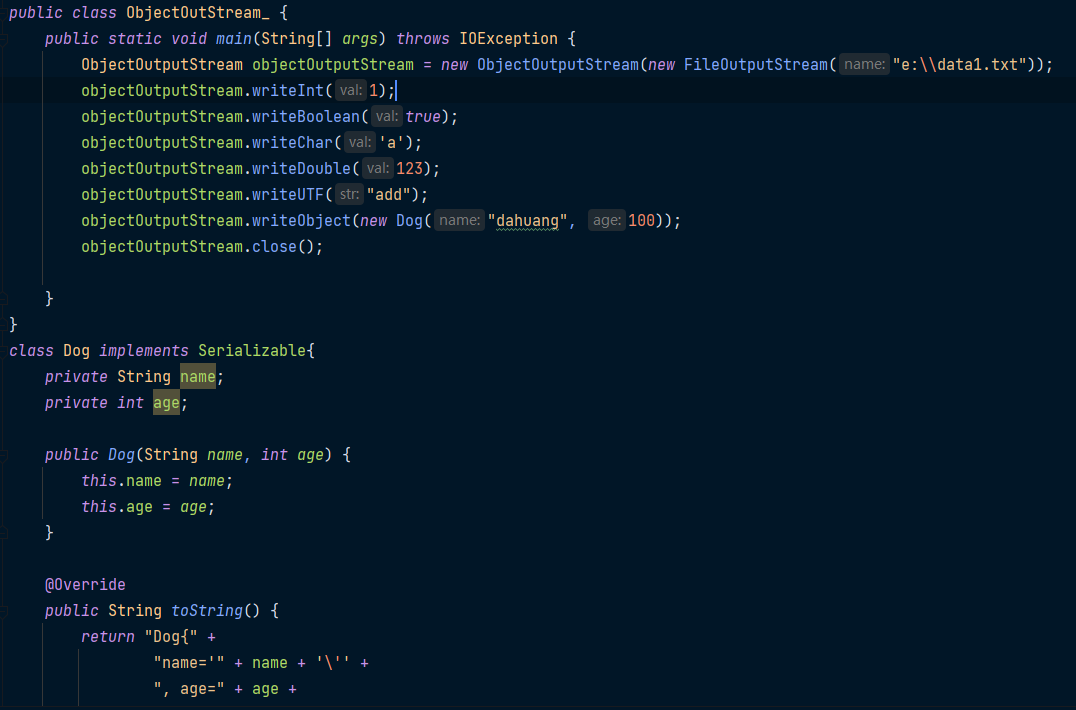 public class ObjectOutStream_ {
    public static void main(String[] args) throws IOException {
        ObjectOutputStream objectOutputStream = new ObjectOutputStream(new FileOutputStream( name: "e:\\data1.txt"));
        objectOutputStream.writeInt( val: 1);
        objectOutputStream.writeBoolean( val: true);
        objectOutputStream.writeChar( val: 'a');
        objectOutputStream.writeDouble( val: 123);
        objectOutputStream.writeUTF( str: "add");
        objectOutputStream.writeObject(new Dog( name: "dahuang", age: 100));
        objectOutputStream.close();
    }
}
class Dog implements Serializable{
    private String name;
    private int age;
    public Dog(String name, int age) {
        this.name = name;
        this.age = age;
    }
    @Override
    public String toString() {
        return "Dog{" +
                "name='" + name + '\'' +
                ", age=" + age +